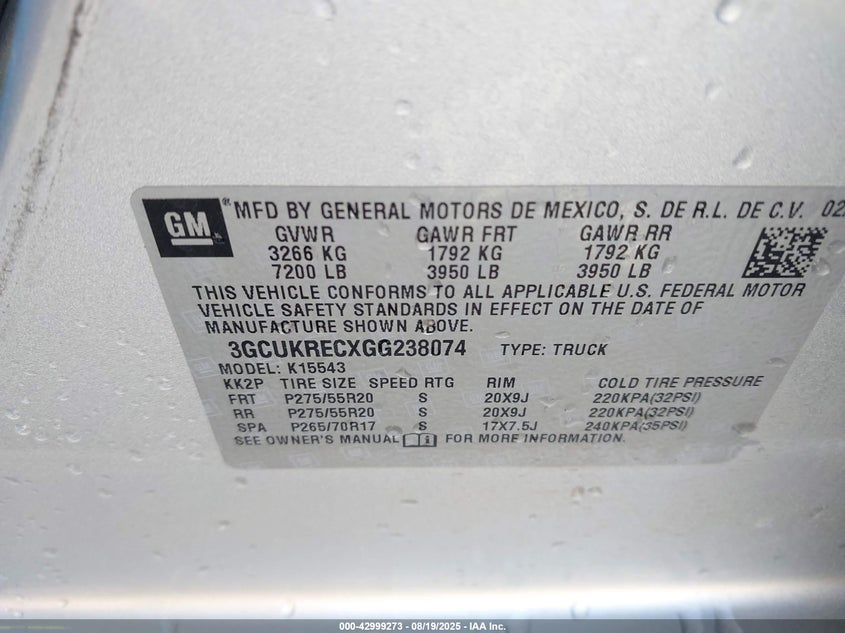 GM® MFD BY GENERAL MOTORS DE MEXICO, S. DE R.L. DE C.V. 02
GVWR GAWR FRT GAWR RR
3266 KG 1792 KG 1792 KG
7200 LB 3950 LB 3950 LB
THIS VEHICLE CONFORMS TO ALL APPLICABLE U.S. FEDERAL MOTOR
VEHICLE SAFETY STANDARDS IN EFFECT ON THE DATE OF
MANUFACTURE SHOWN ABOVE.
3GCUKRECXGG238074 TYPE: TRUCK
MODEL: K15543
KK2P TIRE SIZE SPEED RTG RIM COLD TIRE PRESSURE
FRT P275/55R20 S 20X9J 220KPA(32PSI)
RR P275/55R20 S 20X9J 220KPA(32PSI)
SPA P265/70R17 S 17X7.5J 240KPA(35PSI)
SEE OWNER'S MANUAL FOR MORE INFORMATION.
000-42999273 - 08/19/2025 - IAA Inc.